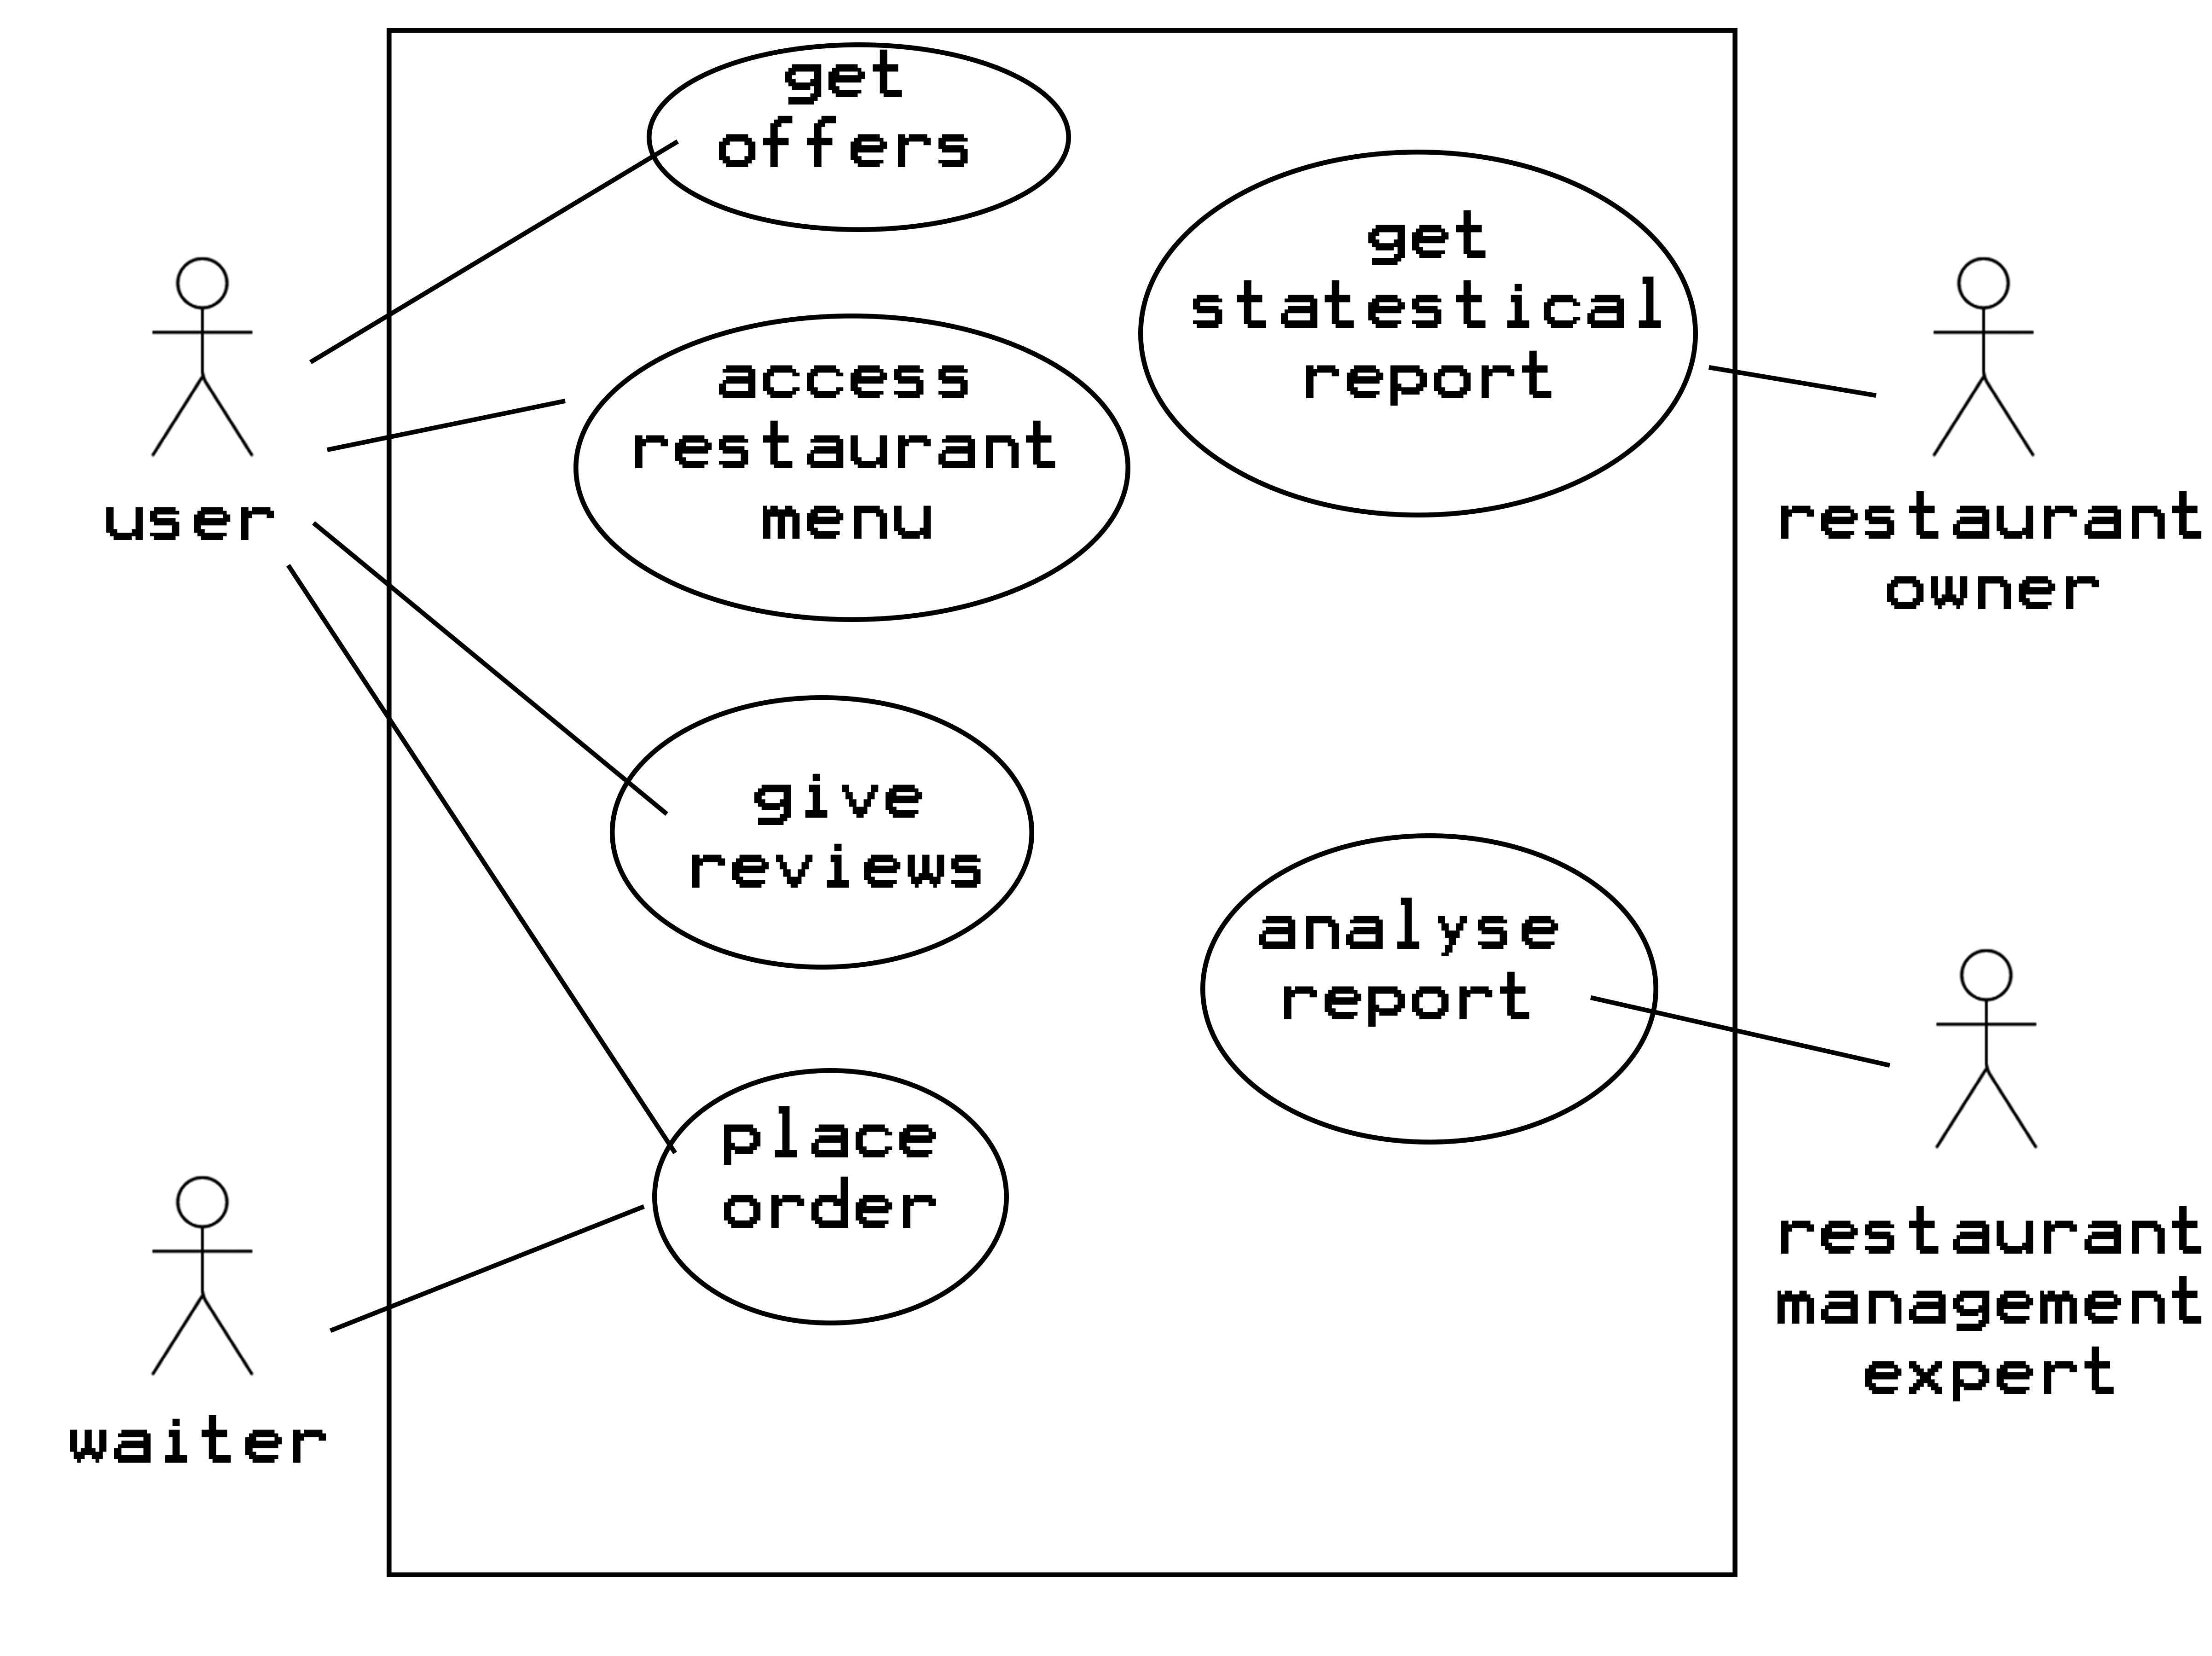 get
offers
get
statestical
report
access
restaurant
menu
user
restaurant
owner
give
reviews
analyse
report
place
order
waiter
restaurant
management
expert